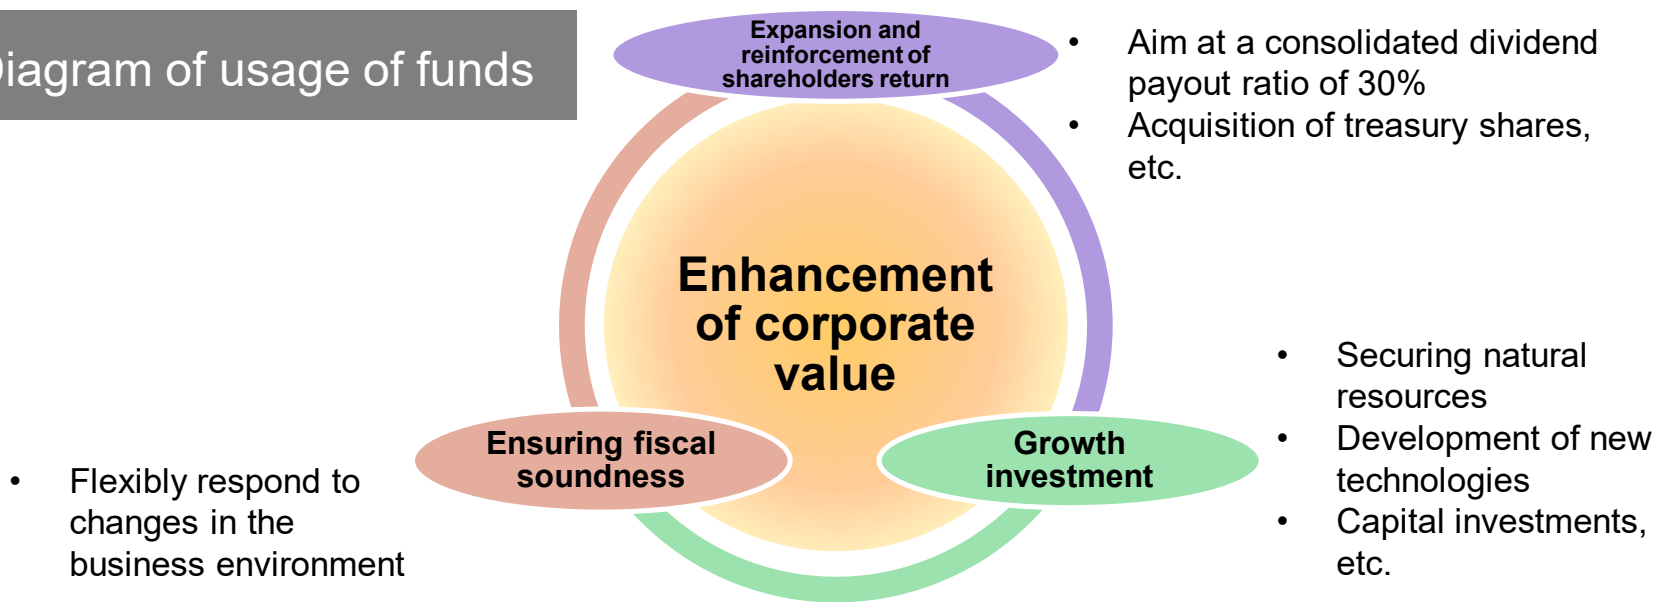 iagram of usage of funds
Expansion and
reinforcement of
shareholders return
• Aim at a consolidated dividend
payout ratio of 30%
• Acquisition of treasury shares,
etc.
Enhancement
of corporate
value
Ensuring fiscal
soundness
• Flexibly respond to
changes in the
business environment
Growth
investment
• Securing natural
resources
• Development of new
technologies
• Capital investments,
etc.